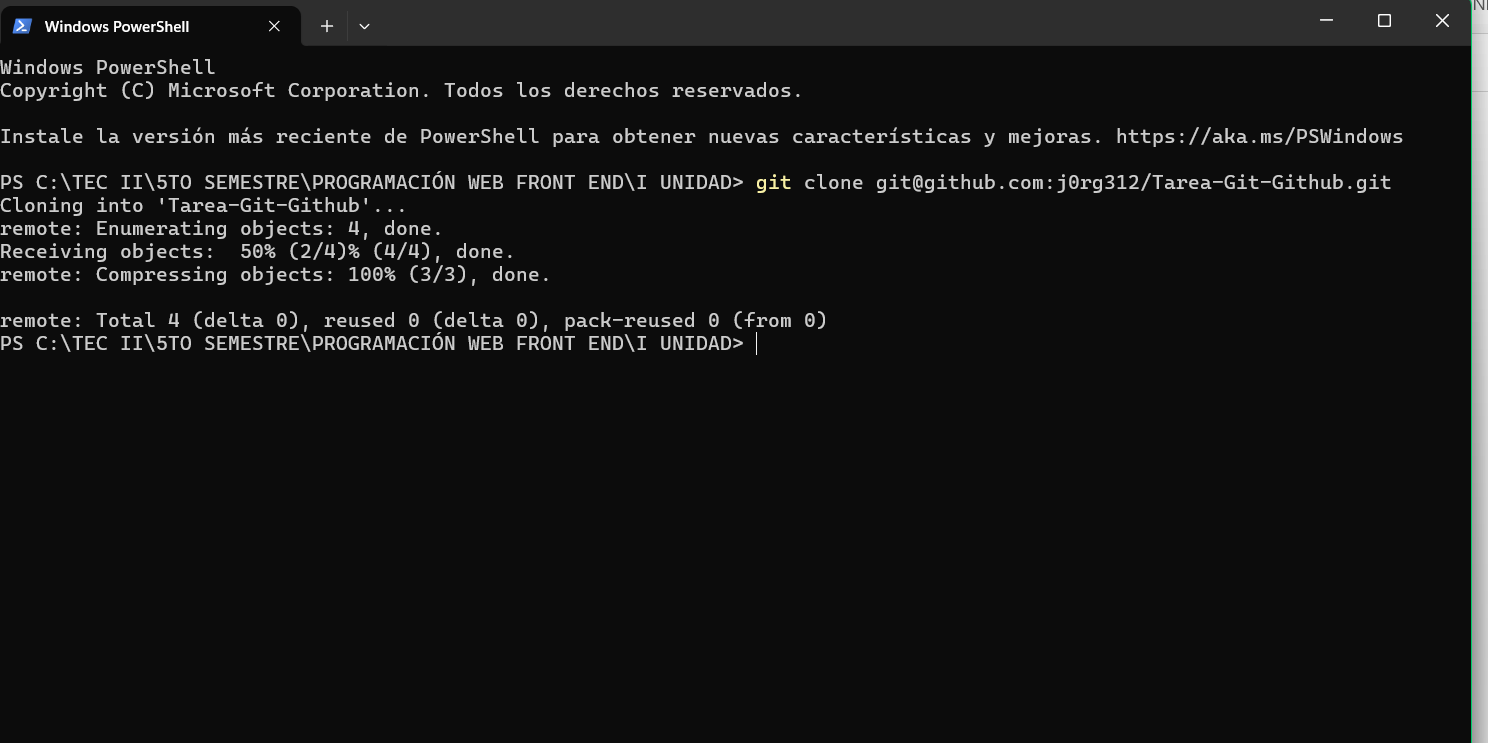 Windows PowerShell
Windows PowerShell
Copyright (C) Microsoft Corporation. Todos los derechos reservados.
Instale la versión más reciente de PowerShell para obtener nuevas características y mejoras. https://aka.ms/PSWindows
PS C:\TEC II\5TO SEMESTRE\PROGRAMACIÓN WEB FRONT END\I UNIDAD> git clone git@github.com:j0rg312/Tarea-Git-Github.git
Cloning into 'Tarea-Git-Github'...
remote: Enumerating objects: 4, done.
Receiving objects:  50% (2/4)% (4/4), done.
remote: Compressing objects: 100% (3/3), done.
remote: Total 4 (delta 0), reused 0 (delta 0), pack-reused 0 (from 0)
PS C:\TEC II\5TO SEMESTRE\PROGRAMACIÓN WEB FRONT END\I UNIDAD>